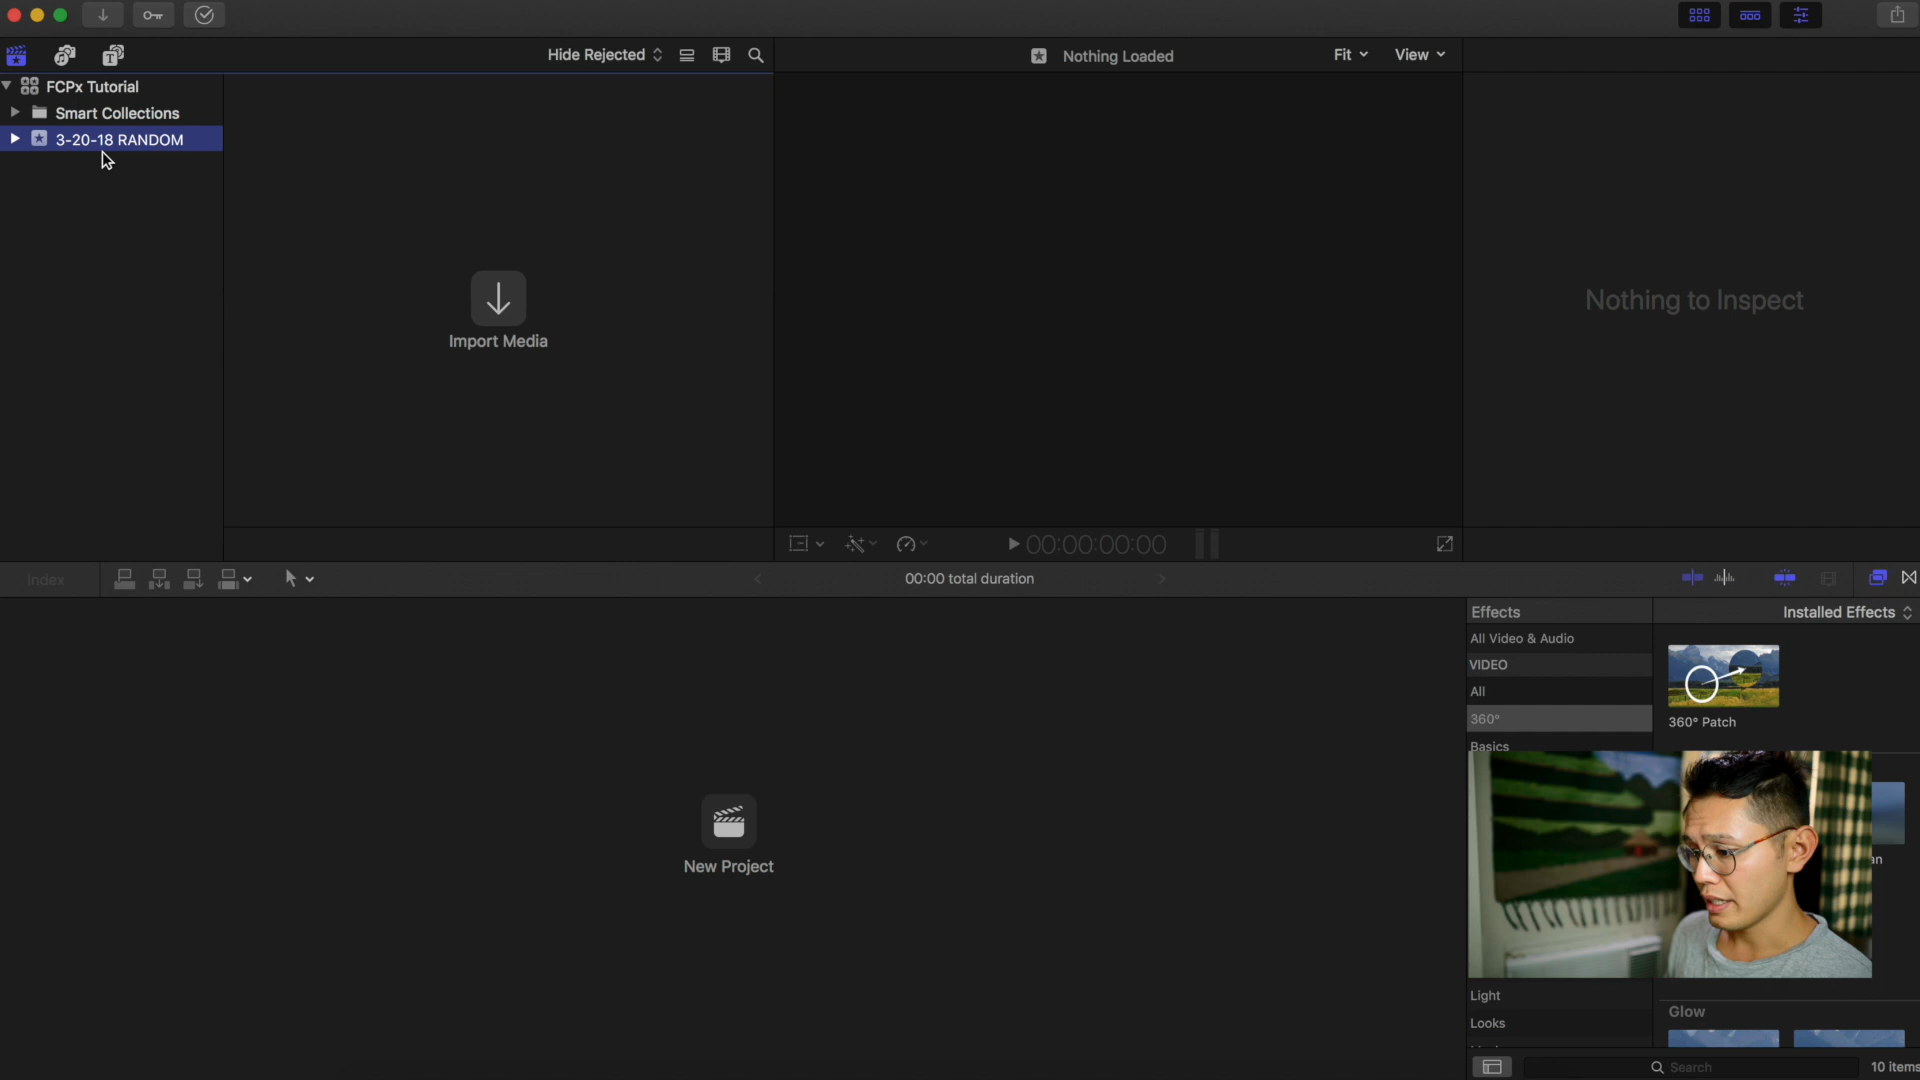 Hide Rejected
Nothing Loaded
Fit
View
FCPx Tutorial
Smart Collections
3-20-18 RANDOM
Import Media
Nothing to Inspect
00:00:00:00
Index
00:00 total duration
Effects
Installed Effects
All Video & Audio
VIDEO
All
360°
360° Patch
Basics
an
New Project
Light
Glow
Looks
Search
10 items